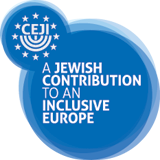 CEJI
A JEWISH
CONTRIBUTION
TO AN
INCLUSIVE
EUROPE